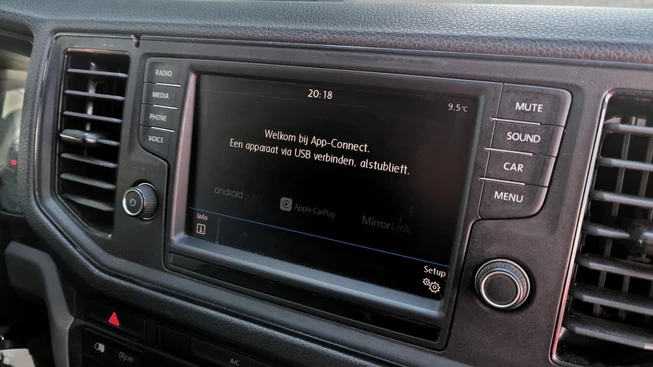 RADIO
MEDIA
PHONE
VOICE
20:18
9.5°C
Welkom bij App-Connect.
Een apparaat via USB verbinden, alstublieft.
android
Apple CarPlay
MirrorLink
Info
Setup
MUTE
SOUND
CAR
MENU
A/C